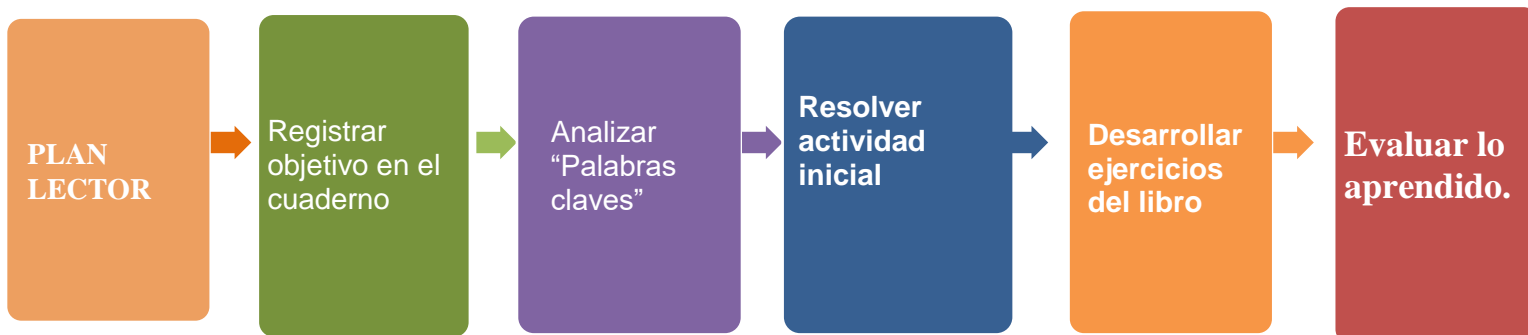 PLAN
LECTOR
Registrar
objetivo en el
cuaderno
Analizar
“Palabras
claves”
Resolver
actividad
inicial
Desarrollar
ejercicios
del libro
Evaluar lo
aprendido.